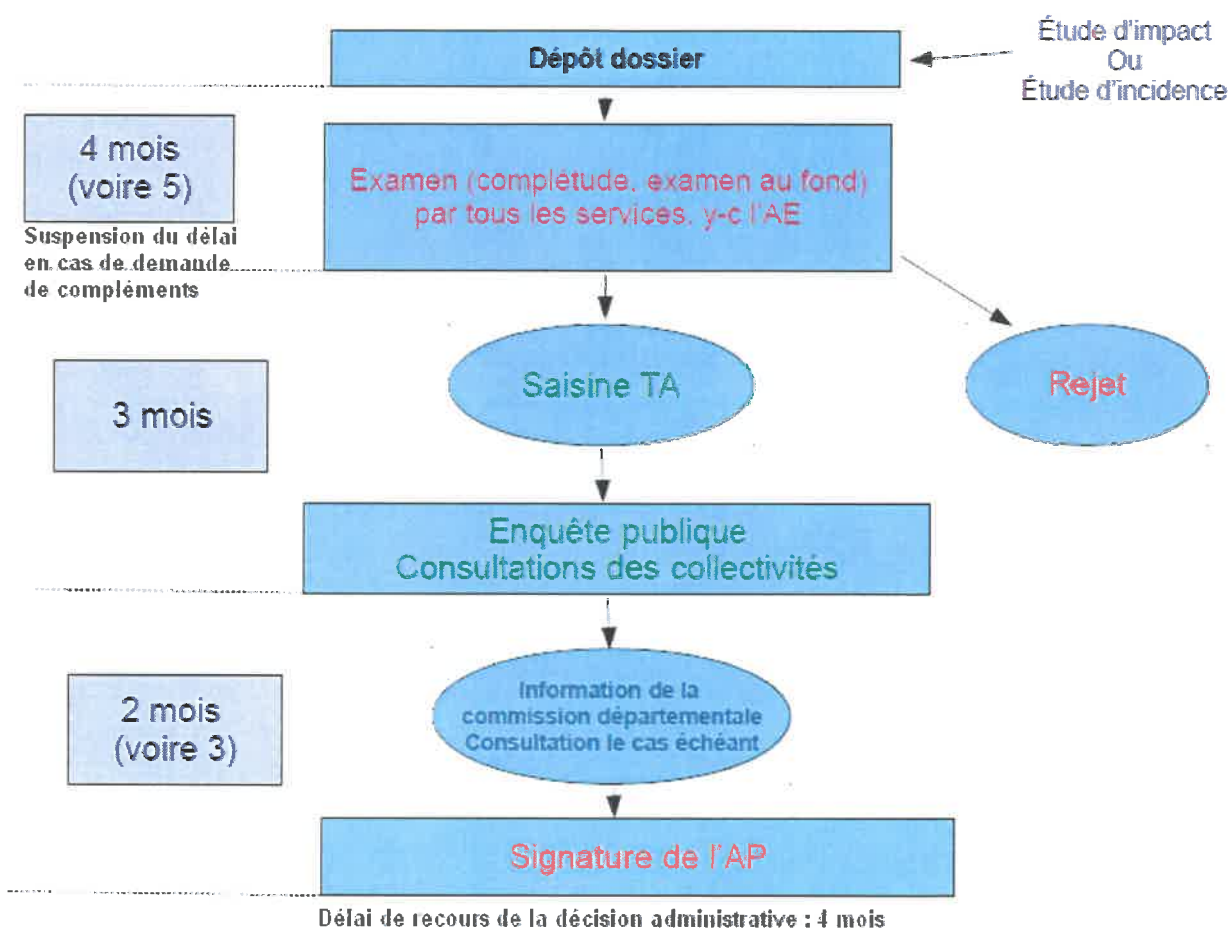 Étude d'impact
Ou
Étude d'incidence
Dépôt dossier
4 mois
(voire 5)
Suspension du délai
en cas de demande
de compléments
Examen (complétude, examen au fond)
par tous les services, y-c l'AE
Saisine TA
Rejet
3 mois
Enquête publique
Consultations des collectivités
2 mois
(voire 3)
Information de la
commission départementale
Consultation le cas échéant
Signature de l'AP
Délai de recours de la décision administrative : 4 mois